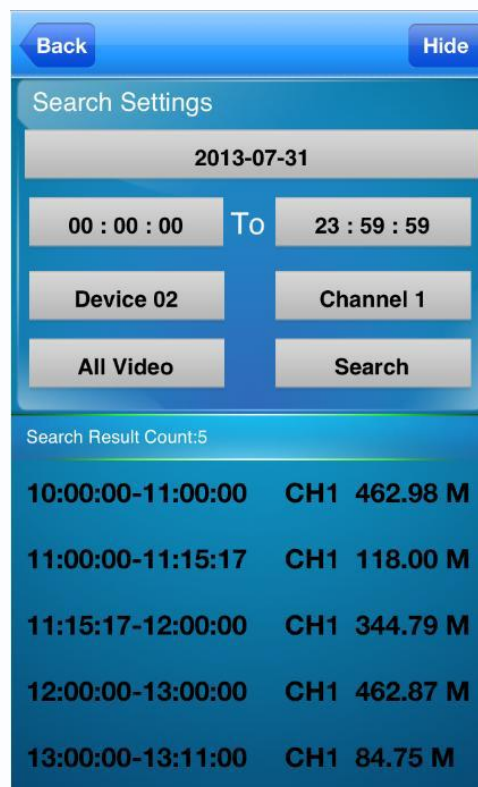 Back Hide
Search Settings
2013-07-31
00 : 00 : 00 To 23 : 59 : 59
Device 02 Channel 1
All Video Search
Search Result Count:5
10:00:00-11:00:00 CH1 462.98 M
11:00:00-11:15:17 CH1 118.00 M
11:15:17-12:00:00 CH1 344.79 M
12:00:00-13:00:00 CH1 462.87 M
13:00:00-13:11:00 CH1 84.75 M